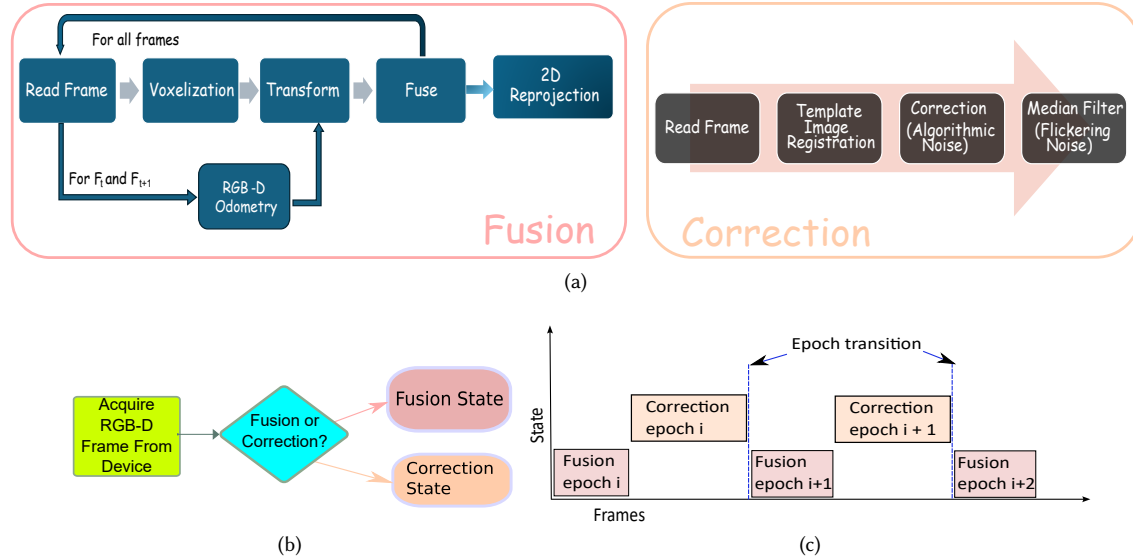 For all frames
Read Frame
Voxelization
Transform
Fuse
2D
Reprojection
For Ft and Ft+1
RGB-D
Odometry
Fusion
Read Frame
Template
Image
Registration
Correction
(Algorithmic
Noise)
Median Filter
(Flickering
Noise)
Correction
(a)
Acquire
RGB-D
Frame From
Device
Fusion or
Correction?
Fusion State
Correction
State
(b)
State
Epoch transition
Correction
epoch i
Correction
epoch i + 1
Fusion
epoch i
Fusion
epoch i+1
Fusion
epoch i+2
Frames
(c)